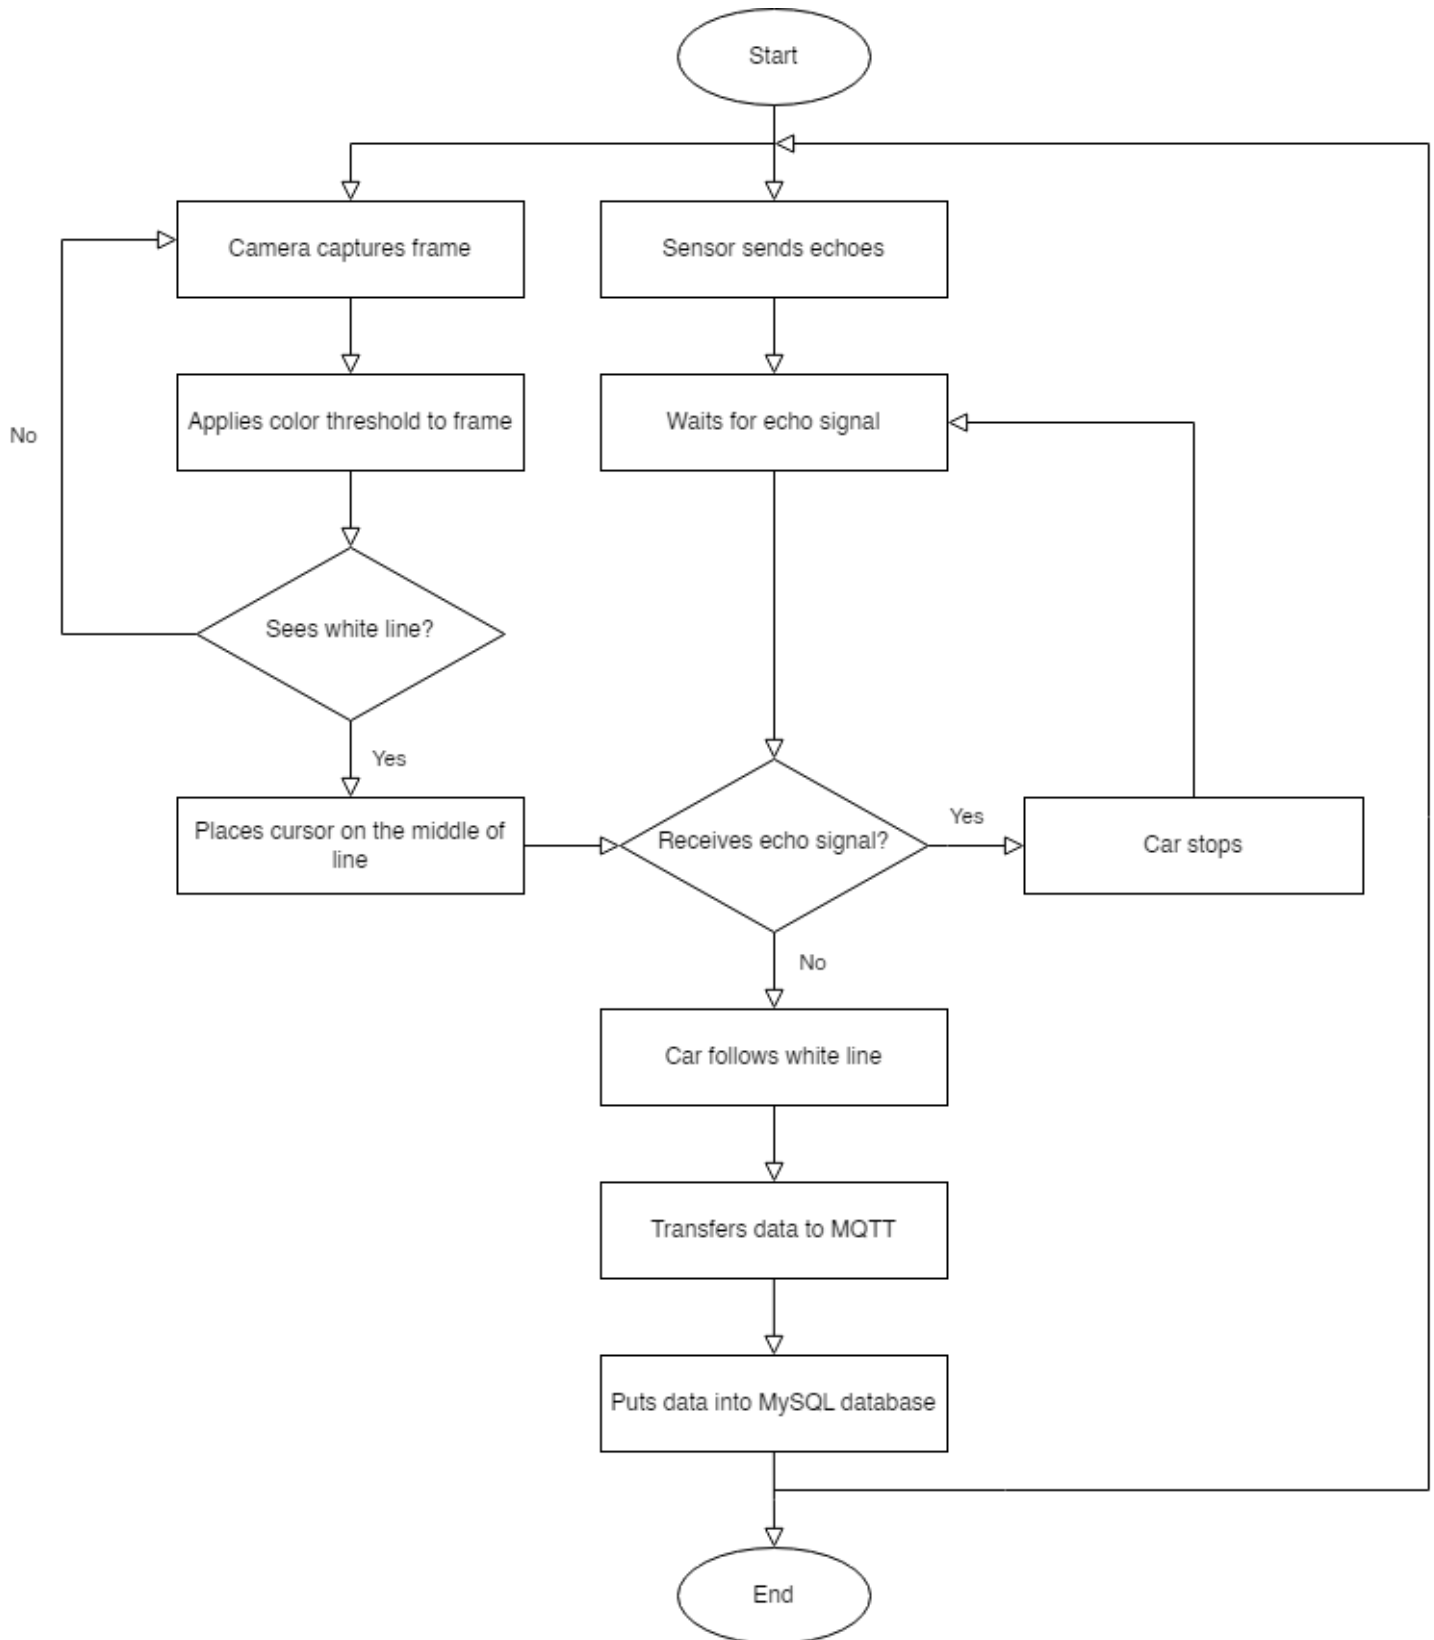 Start
Camera captures frame
Sensor sends echoes
Applies color threshold to frame
Waits for echo signal
No
Sees white line?
Yes
Places cursor on the middle of
line
Receives echo signal?
Yes
Car stops
No
Car follows white line
Transfers data to MQTT
Puts data into MySQL database
End